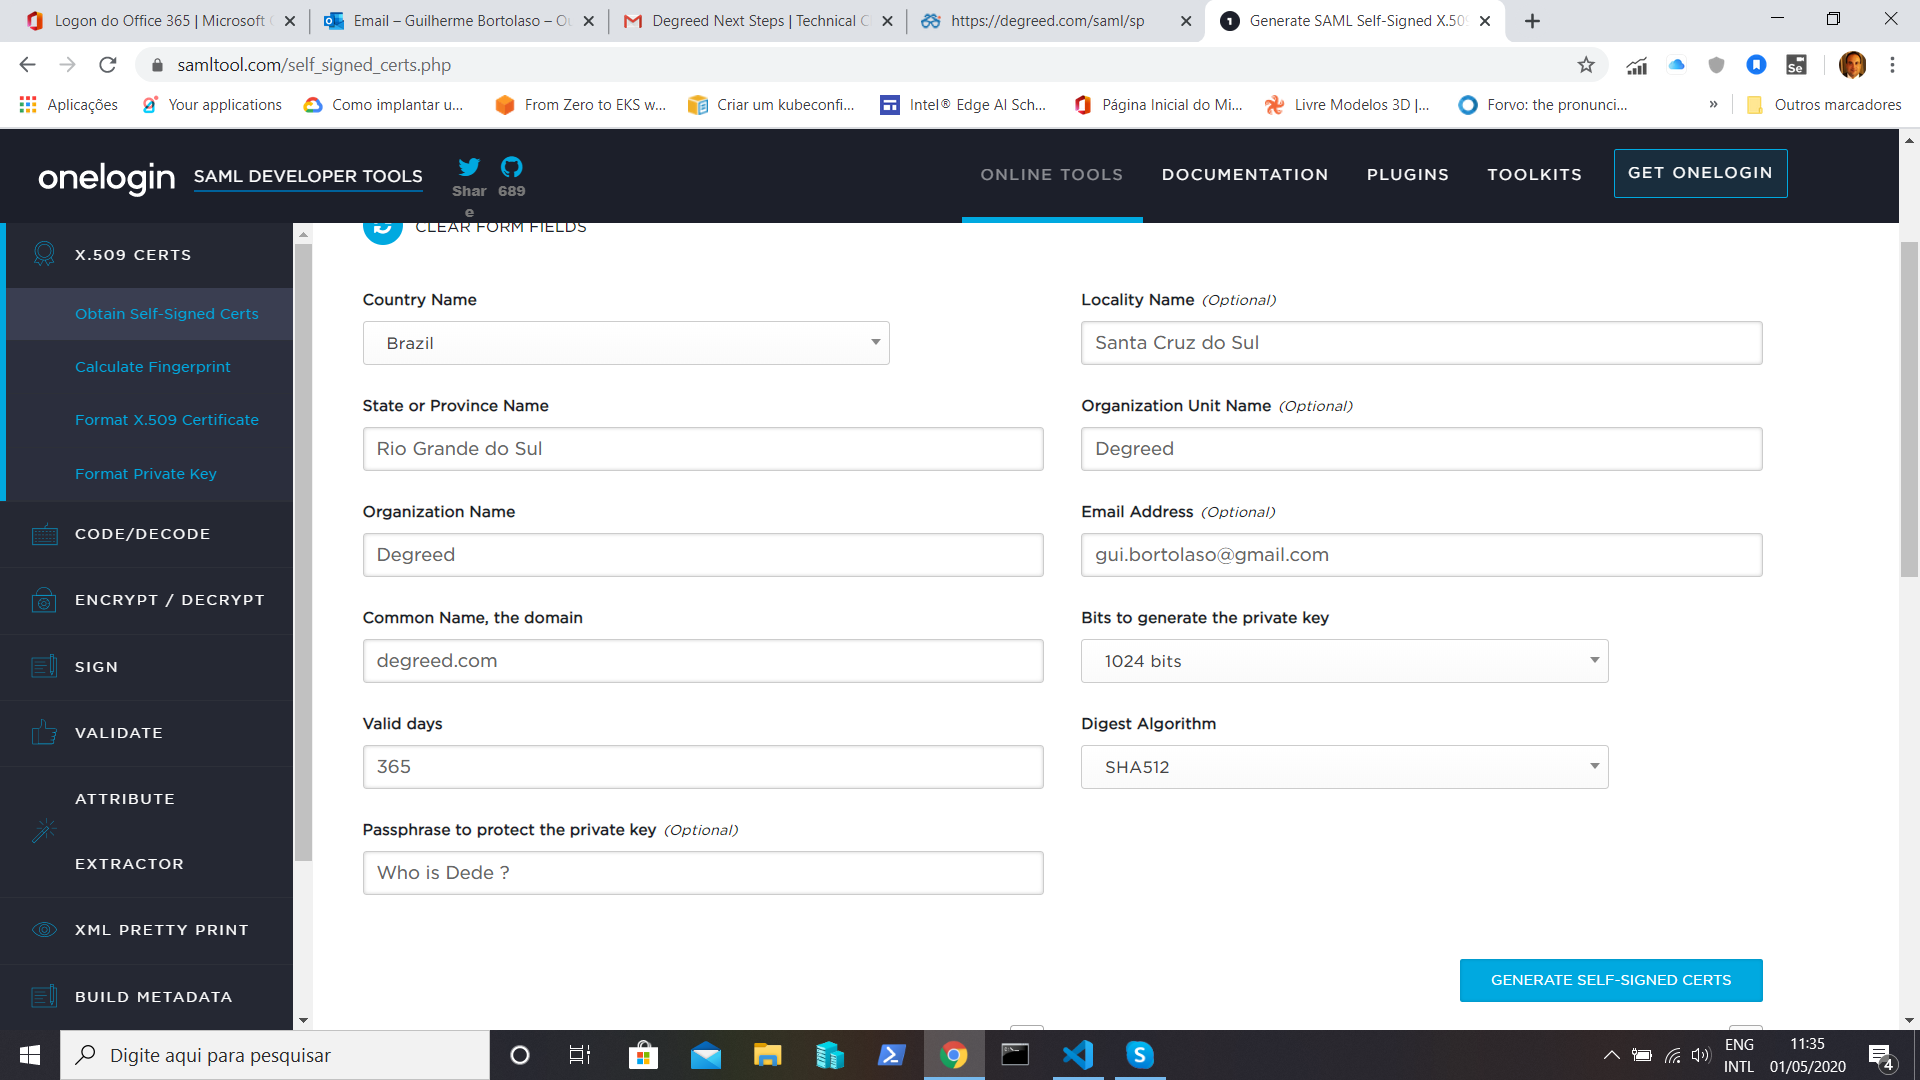 Logon do Office 365 | Microsoft
Email – Guilherme Bortolaso – Ou
Degreed Next Steps | Technical C
https://degreed.com/saml/sp
Generate SAML Self-Signed X.509
samltool.com/self_signed_certs.php
Aplicações
Your applications
Como implantar u...
From Zero to EKS w...
Criar um kubeconfi...
Intel® Edge AI Sch...
Página Inicial do Mi...
Livre Modelos 3D |...
Forvo: the pronunci...
»
Outros marcadores
onelogin
SAML DEVELOPER TOOLS
Shar
e
689
ONLINE TOOLS
DOCUMENTATION
PLUGINS
TOOLKITS
GET ONELOGIN
X.509 CERTS
Obtain Self-Signed Certs
Calculate Fingerprint
Format X.509 Certificate
Format Private Key
CODE/DECODE
ENCRYPT / DECRYPT
SIGN
VALIDATE
ATTRIBUTE
EXTRACTOR
XML PRETTY PRINT
BUILD METADATA
CLEAR FORM FIELDS
Country Name
Brazil
Locality Name (Optional)
Santa Cruz do Sul
State or Province Name
Rio Grande do Sul
Organization Unit Name (Optional)
Degreed
Organization Name
Degreed
Email Address (Optional)
gui.bortolaso@gmail.com
Common Name, the domain
degreed.com
Bits to generate the private key
1024 bits
Valid days
365
Digest Algorithm
SHA512
Passphrase to protect the private key (Optional)
Who is Dede ?
GENERATE SELF-SIGNED CERTS
Digite aqui para pesquisar
ENG
INTL
11:35
01/05/2020
4